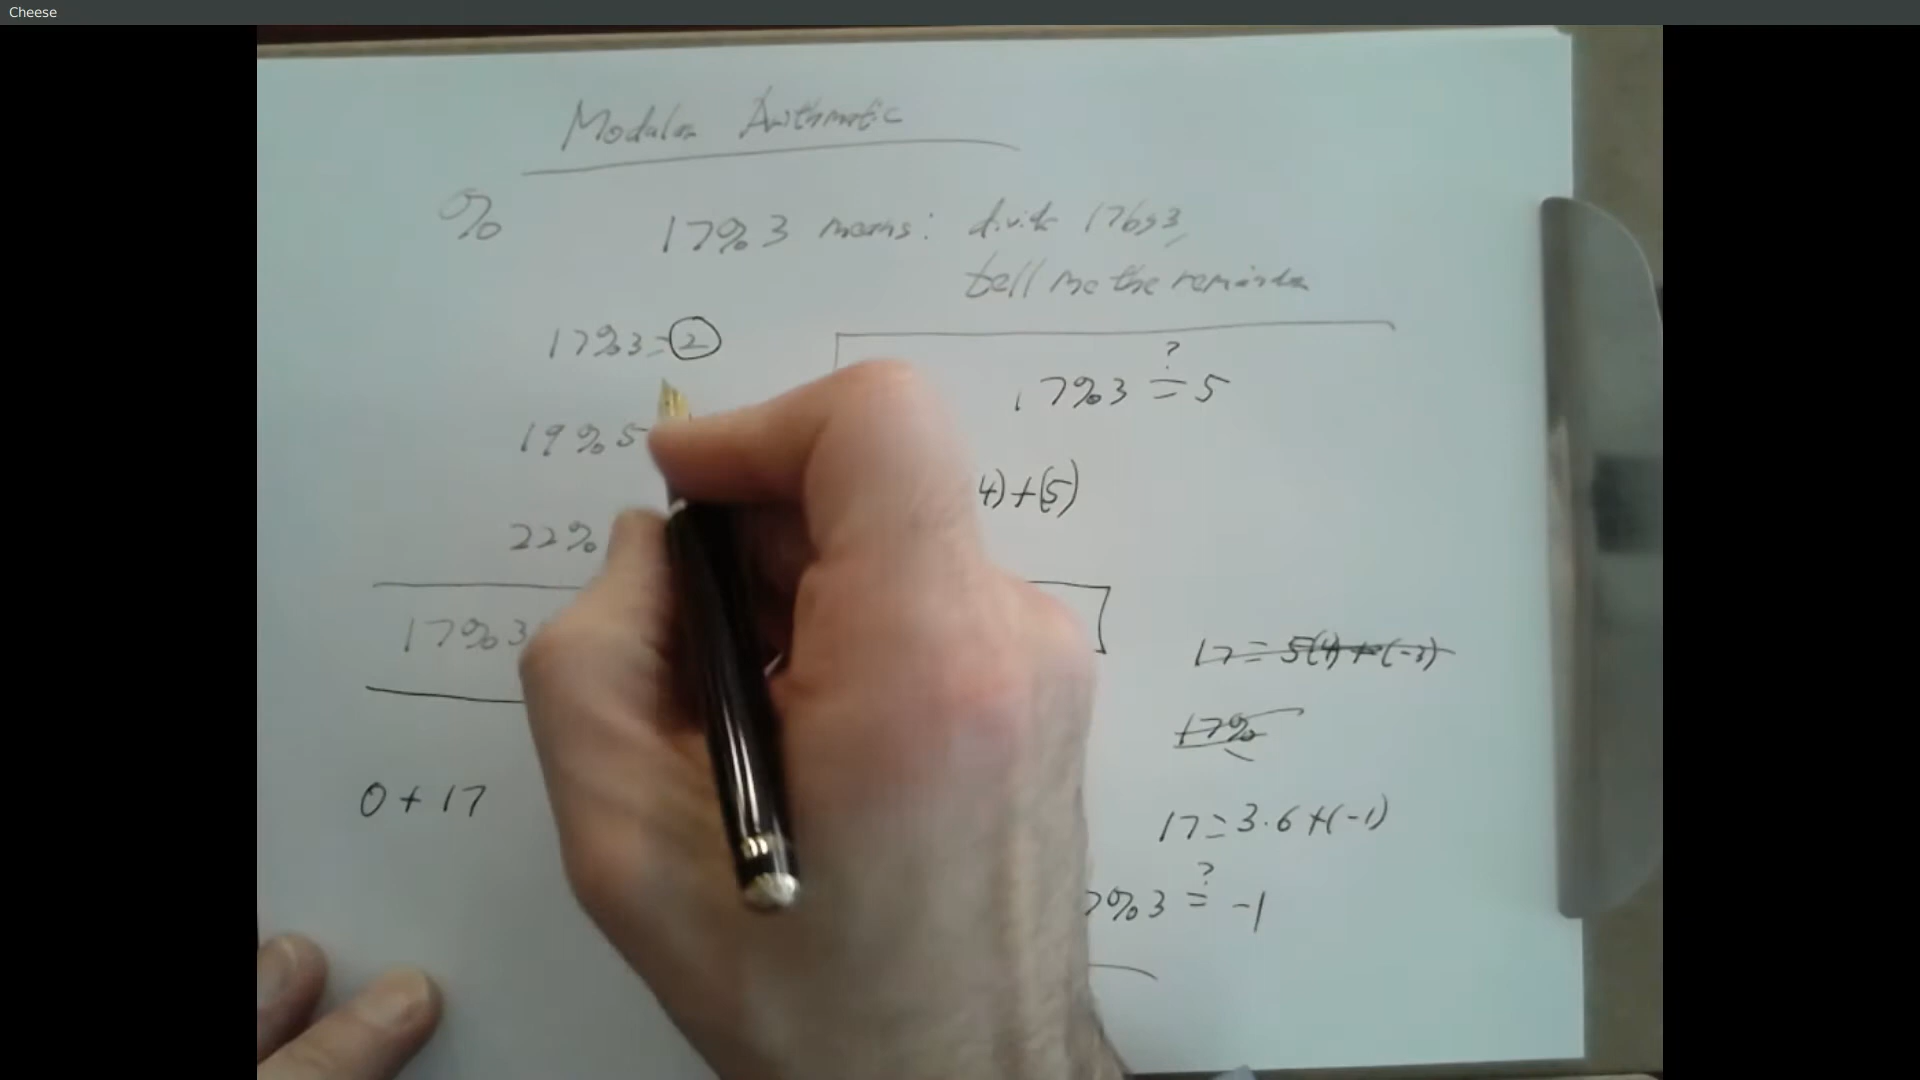 Cheese
Modular Arithmetic
%
17%3 means: divide 17 by 3,
tell me the reminder
17%3=2
?
17%3 = 5
19%5
4)+(5)
22%
17%3
17=5(4)+(-3)
17%
0+17
17=3.6+(-1)
?
7%3 = -1